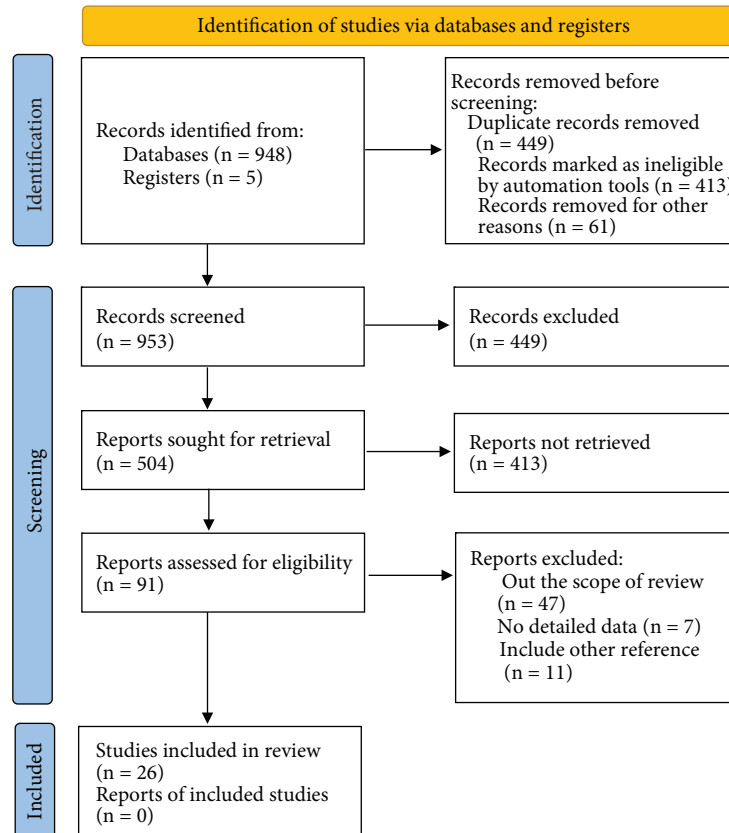 Identification of studies via databases and registers
Identification
Records identified from:
Databases (n = 948)
Registers (n = 5)
Records removed before
screening:
Duplicate records removed
(n = 449)
Records marked as ineligible
by automation tools (n = 413)
Records removed for other
reasons (n = 61)
Screening
Records screened
(n = 953)
Records excluded
(n = 449)
Reports sought for retrieval
(n = 504)
Reports not retrieved
(n = 413)
Reports assessed for eligibility
(n = 91)
Reports excluded:
Out the scope of review
(n = 47)
No detailed data (n = 7)
Include other reference
(n = 11)
Included
Studies included in review
(n = 26)
Reports of included studies
(n = 0)